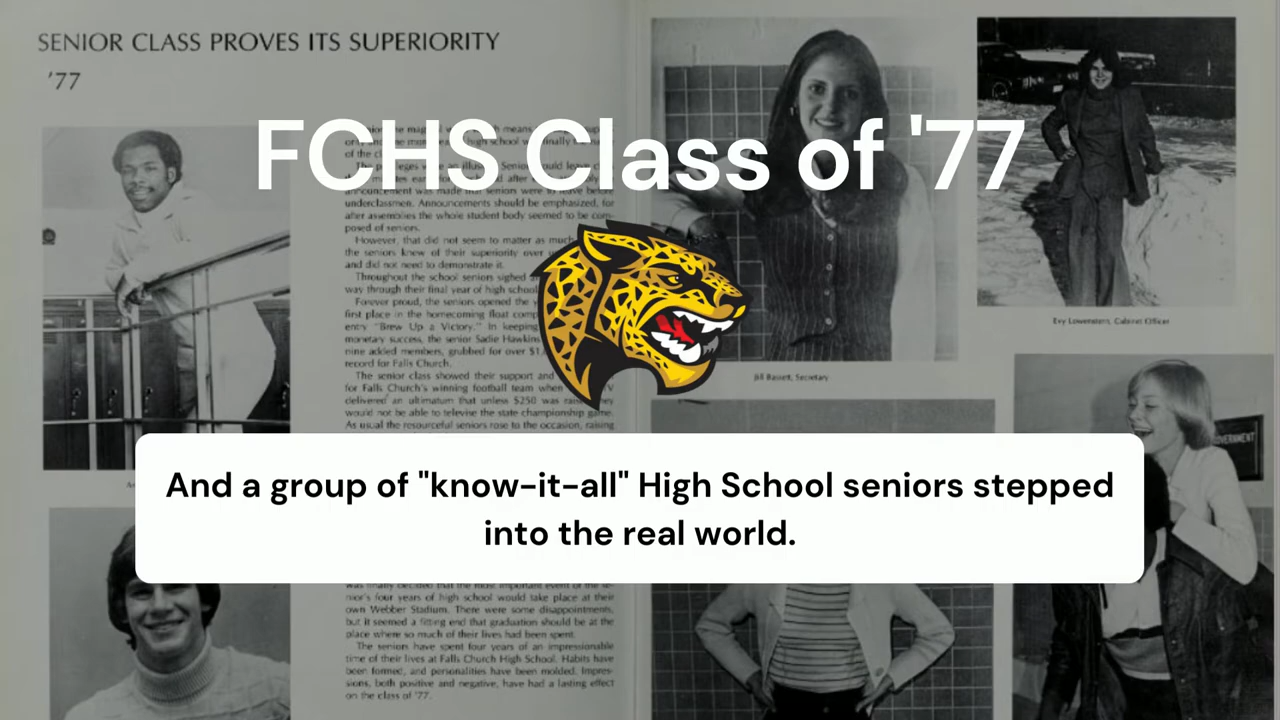 SENIOR CLASS PROVES ITS SUPERIORITY
'77
FCHS Class of '77
announcement was made that seniors were to leave before
underclassmen. Announcements should be emphasized, for
after assemblies the whole student body seemed to be com-
posed of seniors.
However, that did not seem to matter as much
the seniors knew of their superiority over
and did not need to demonstrate it.
Throughout the school seniors sighed
way through their final year of high school
Forever proud, the seniors opened the
first place in the homecoming float
entry "Brew Up a Victory." In keeping
monetary success, the senior Sadie Hawkins
nine added members, grubbed for over
record for Falls Church.
The senior class showed their support and
for Falls Church's winning football team when
delivered an ultimatum that unless $250 was
would not be able to televise the state championship game.
As usual the resourceful seniors rose to the occasion, raising
Jill Bassett, Secretary
Evy Lowenstein, Cabinet Officer
GOVERNMENT
And a group of "know-it-all" High School seniors stepped
into the real world.
was finally decided that the most important event of the se-
nior's four years of high school would take place at their
own Webber Stadium. There were some disappointments,
but it seemed a fitting end that graduation should be at the
place where so much of their lives had been spent.
The seniors have spent four years of an impressionable
time of their lives at Falls Church High School. Habits have
been formed, and personalities have been molded. Impres-
sions, both positive and negative, have had a lasting effect
on the class of '77.